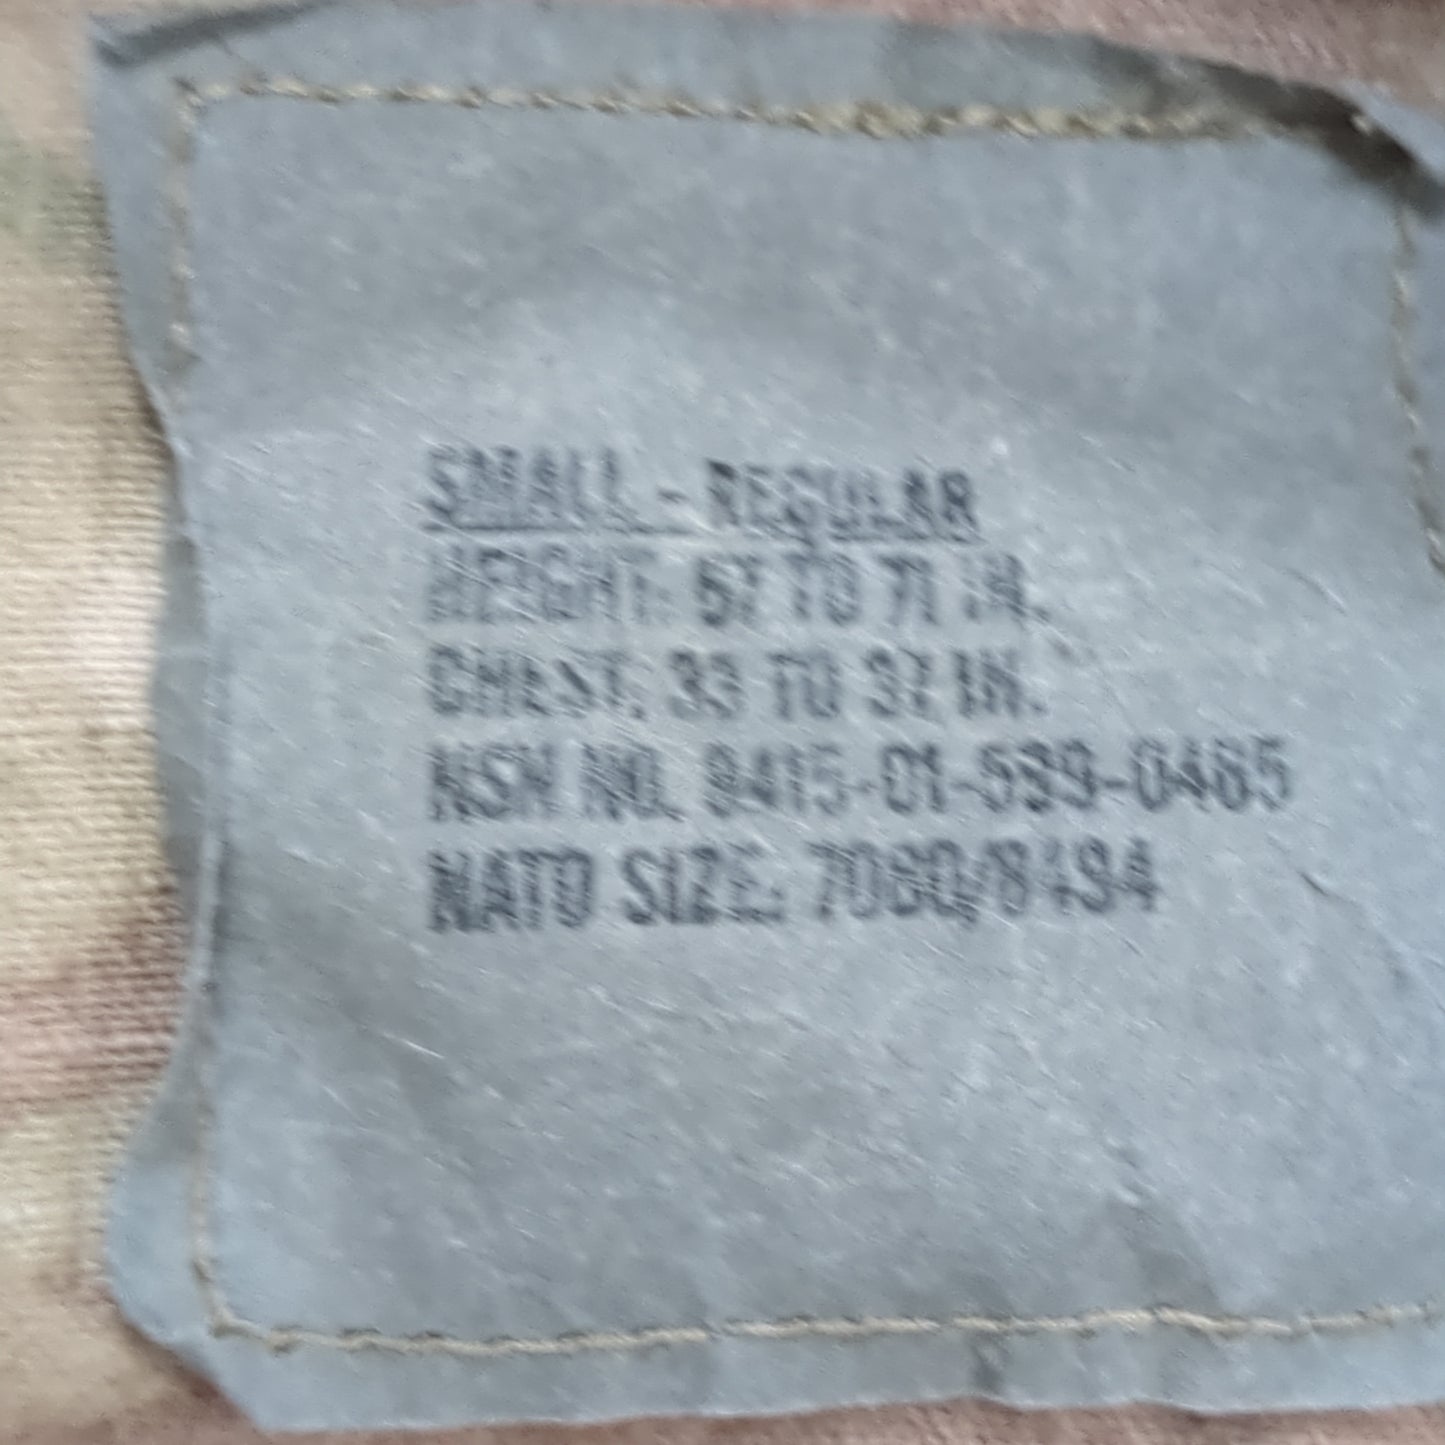 SMALL - REGULAR
HEIGHT: 67 TO 71 IN.
CHEST: 33 TO 37 IN.
NSN NO. 8415-01-599-0465
NATO SIZE: 7080/8494